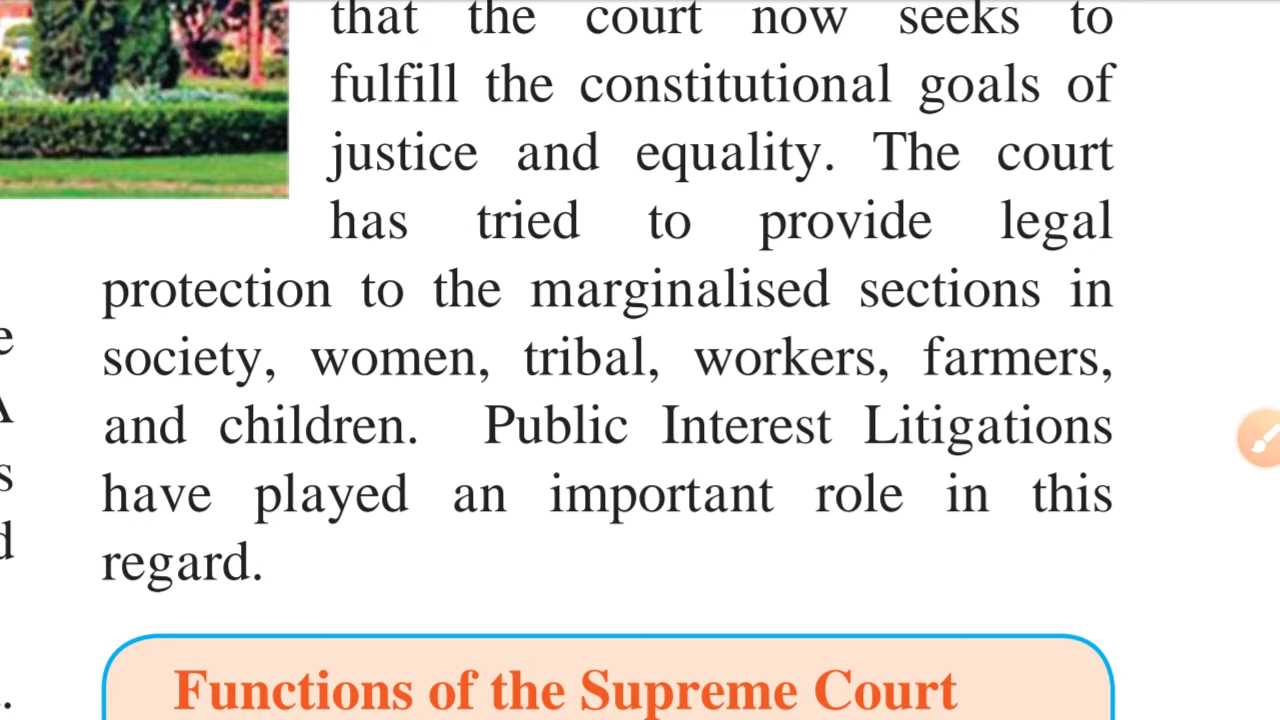 that the court now seeks to
fulfill the constitutional goals of
justice and equality. The court
has tried to provide legal
protection to the marginalised sections in
society, women, tribal, workers, farmers,
and children. Public Interest Litigations
have played an important role in this
regard.
Functions of the Supreme Court